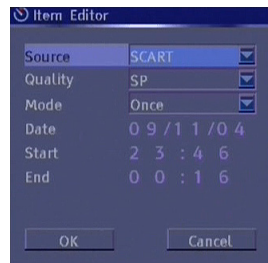 Item Editor
Source SCART
Quality SP
Mode Once
Date 09/11/04
Start 23:46
End 00:16
OK Cancel